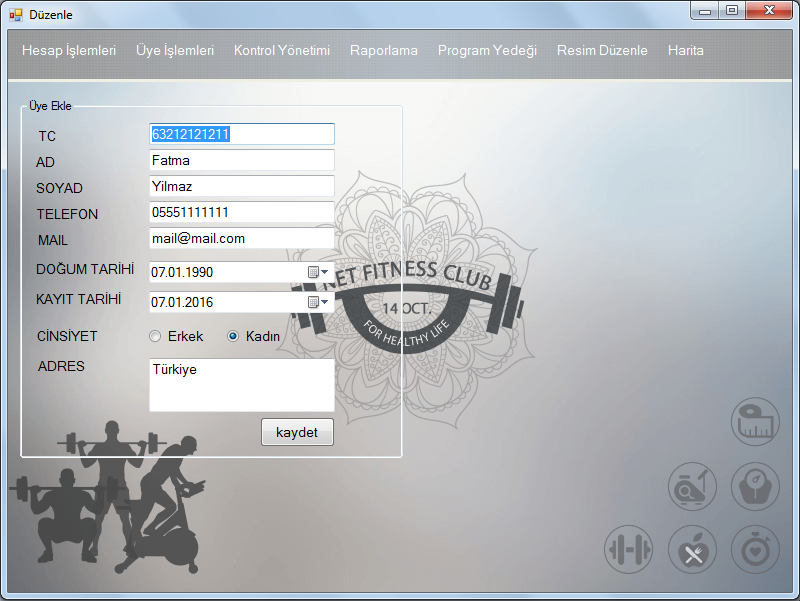 Düzenle
Hesap İşlemleri Üye İşlemleri Kontrol Yönetimi Raporlama Program Yedeği Resim Düzenle Harita
Üye Ekle
TC 63212121211
AD Fatma
SOYAD Yilmaz
TELEFON 05551111111
MAIL mail@mail.com
DOĞUM TARİHİ 07.01.1990
KAYIT TARİHİ 07.01.2016
CİNSİYET Erkek Kadın
ADRES Türkiye
kaydet
NET FITNESS CLUB
14 OCT.
FOR HEALTHY LIFE